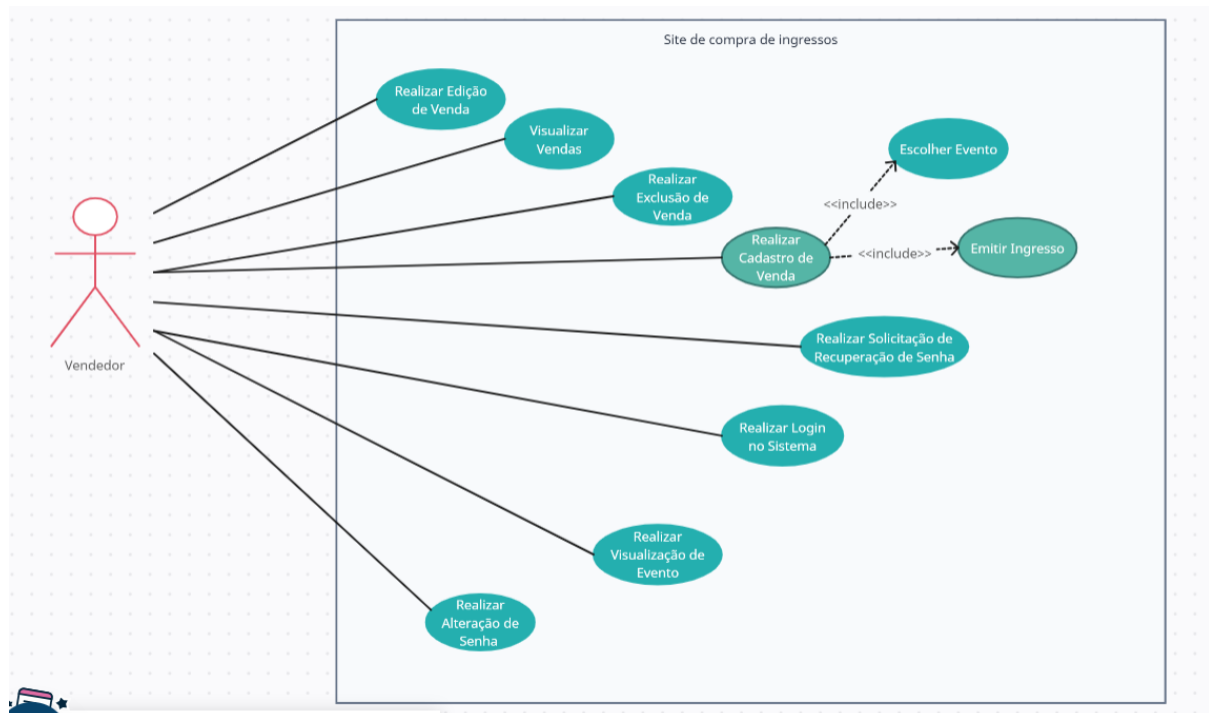 Site de compra de ingressos
Realizar Edição
de Venda
Visualizar
Vendas
Escolher Evento
Realizar
Exclusão de
Venda
<<include>>
Realizar
Cadastro de
Venda
<<include>>
Emitir Ingresso
Realizar Solicitação de
Recuperação de Senha
Vendedor
Realizar Login
no Sistema
Realizar
Visualização de
Evento
Realizar
Alteração de
Senha